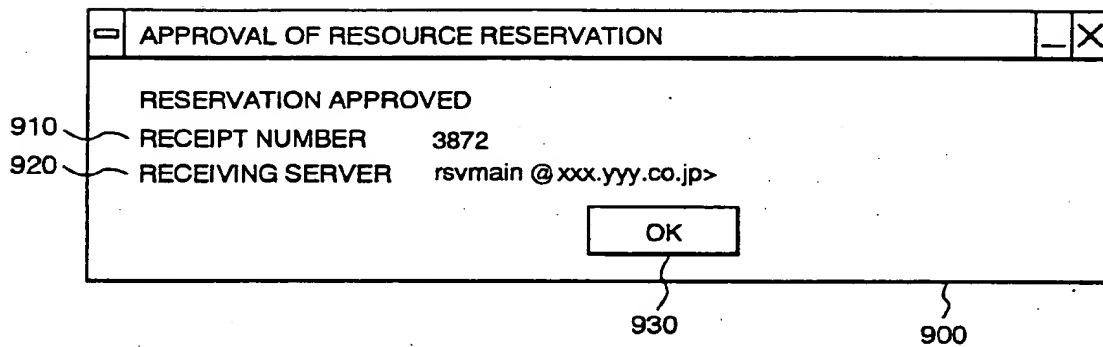 APPROVAL OF RESOURCE RESERVATION
RESERVATION APPROVED
910 RECEIPT NUMBER 3872
920 RECEIVING SERVER rsvmain @ xxx.yyy.co.jp>
OK
930
900